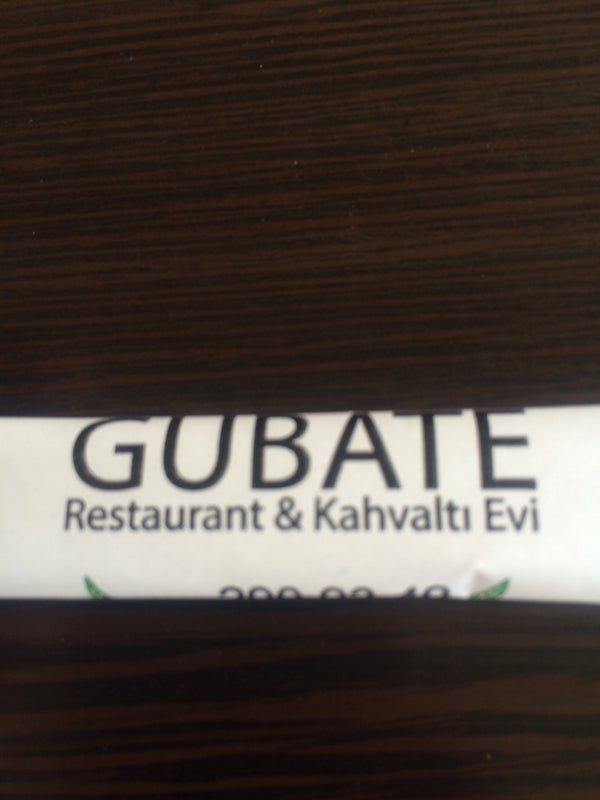 GUBATE
Restaurant & Kahvaltı Evi